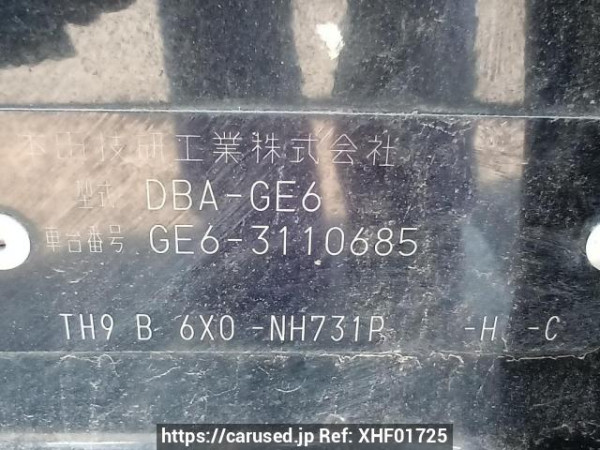 本田技研工業株式会社
型式 DBA-GE6
車台番号 GE6-3110685
TH9 B 6X0 -NH731P -H -C
https://carused.jp Ref: XHF01725